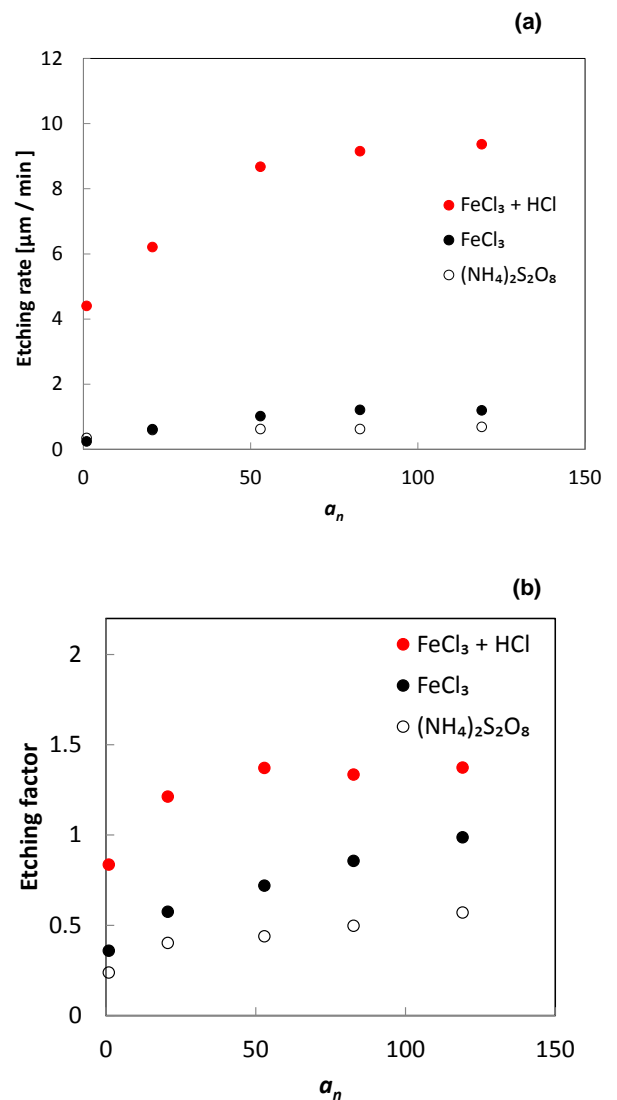 (a)
12
10
8
6
4
2
0
Etching rate [µm / min ]
FeCl₃ + HCl
FeCl₃
(NH₄)₂S₂O₈
0 50 100 150
aₙ
(b)
2
1.5
1
0.5
0
Etching factor
FeCl₃ + HCl
FeCl₃
(NH₄)₂S₂O₈
0 50 100 150
aₙ